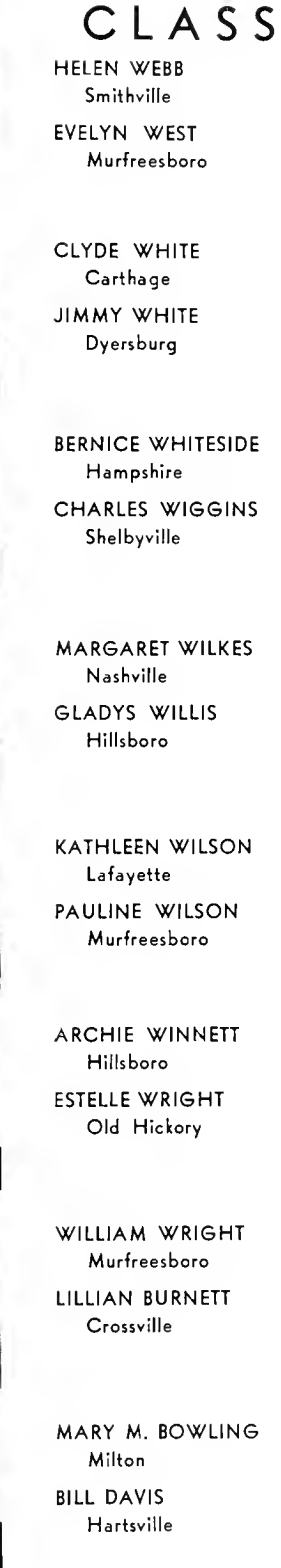 CLASS
HELEN WEBB
Smithville
EVELYN WEST
Murfreesboro
CLYDE WHITE
Carthage
JIMMY WHITE
Dyersburg
BERNICE WHITESIDE
Hampshire
CHARLES WIGGINS
Shelbyville
MARGARET WILKES
Nashville
GLADYS WILLIS
Hillsboro
KATHLEEN WILSON
Lafayette
PAULINE WILSON
Murfreesboro
ARCHIE WINNETT
Hillsboro
ESTELLE WRIGHT
Old Hickory
WILLIAM WRIGHT
Murfreesboro
LILLIAN BURNETT
Crossville
MARY M. BOWLING
Milton
BILL DAVIS
Hartsville